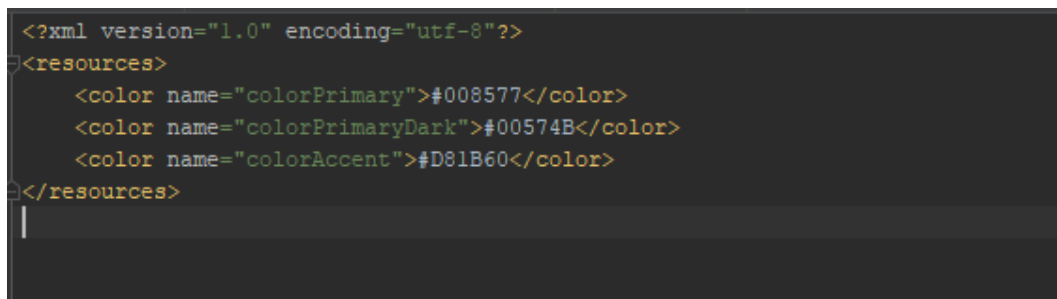 <?xml version="1.0" encoding="utf-8"?>
<resources>
    <color name="colorPrimary">#008577</color>
    <color name="colorPrimaryDark">#00574B</color>
    <color name="colorAccent">#D81B60</color>
</resources>